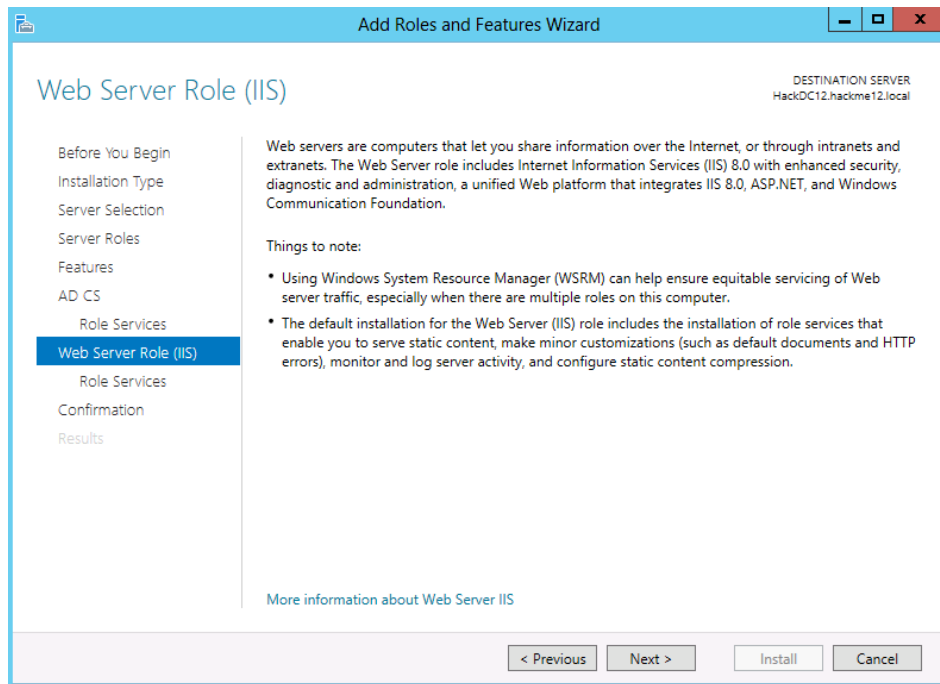 Add Roles and Features Wizard
Web Server Role (IIS)
DESTINATION SERVER
HackDC12.hackme12.local
Before You Begin
Installation Type
Server Selection
Server Roles
Features
AD CS
Role Services
Web Server Role (IIS)
Role Services
Confirmation
Results
Web servers are computers that let you share information over the Internet, or through intranets and
extranets. The Web Server role includes Internet Information Services (IIS) 8.0 with enhanced security,
diagnostic and administration, a unified Web platform that integrates IIS 8.0, ASP.NET, and Windows
Communication Foundation.
Things to note:
• Using Windows System Resource Manager (WSRM) can help ensure equitable servicing of Web
server traffic, especially when there are multiple roles on this computer.
• The default installation for the Web Server (IIS) role includes the installation of role services that
enable you to serve static content, make minor customizations (such as default documents and HTTP
errors), monitor and log server activity, and configure static content compression.
More information about Web Server IIS
< Previous
Next >
Install
Cancel